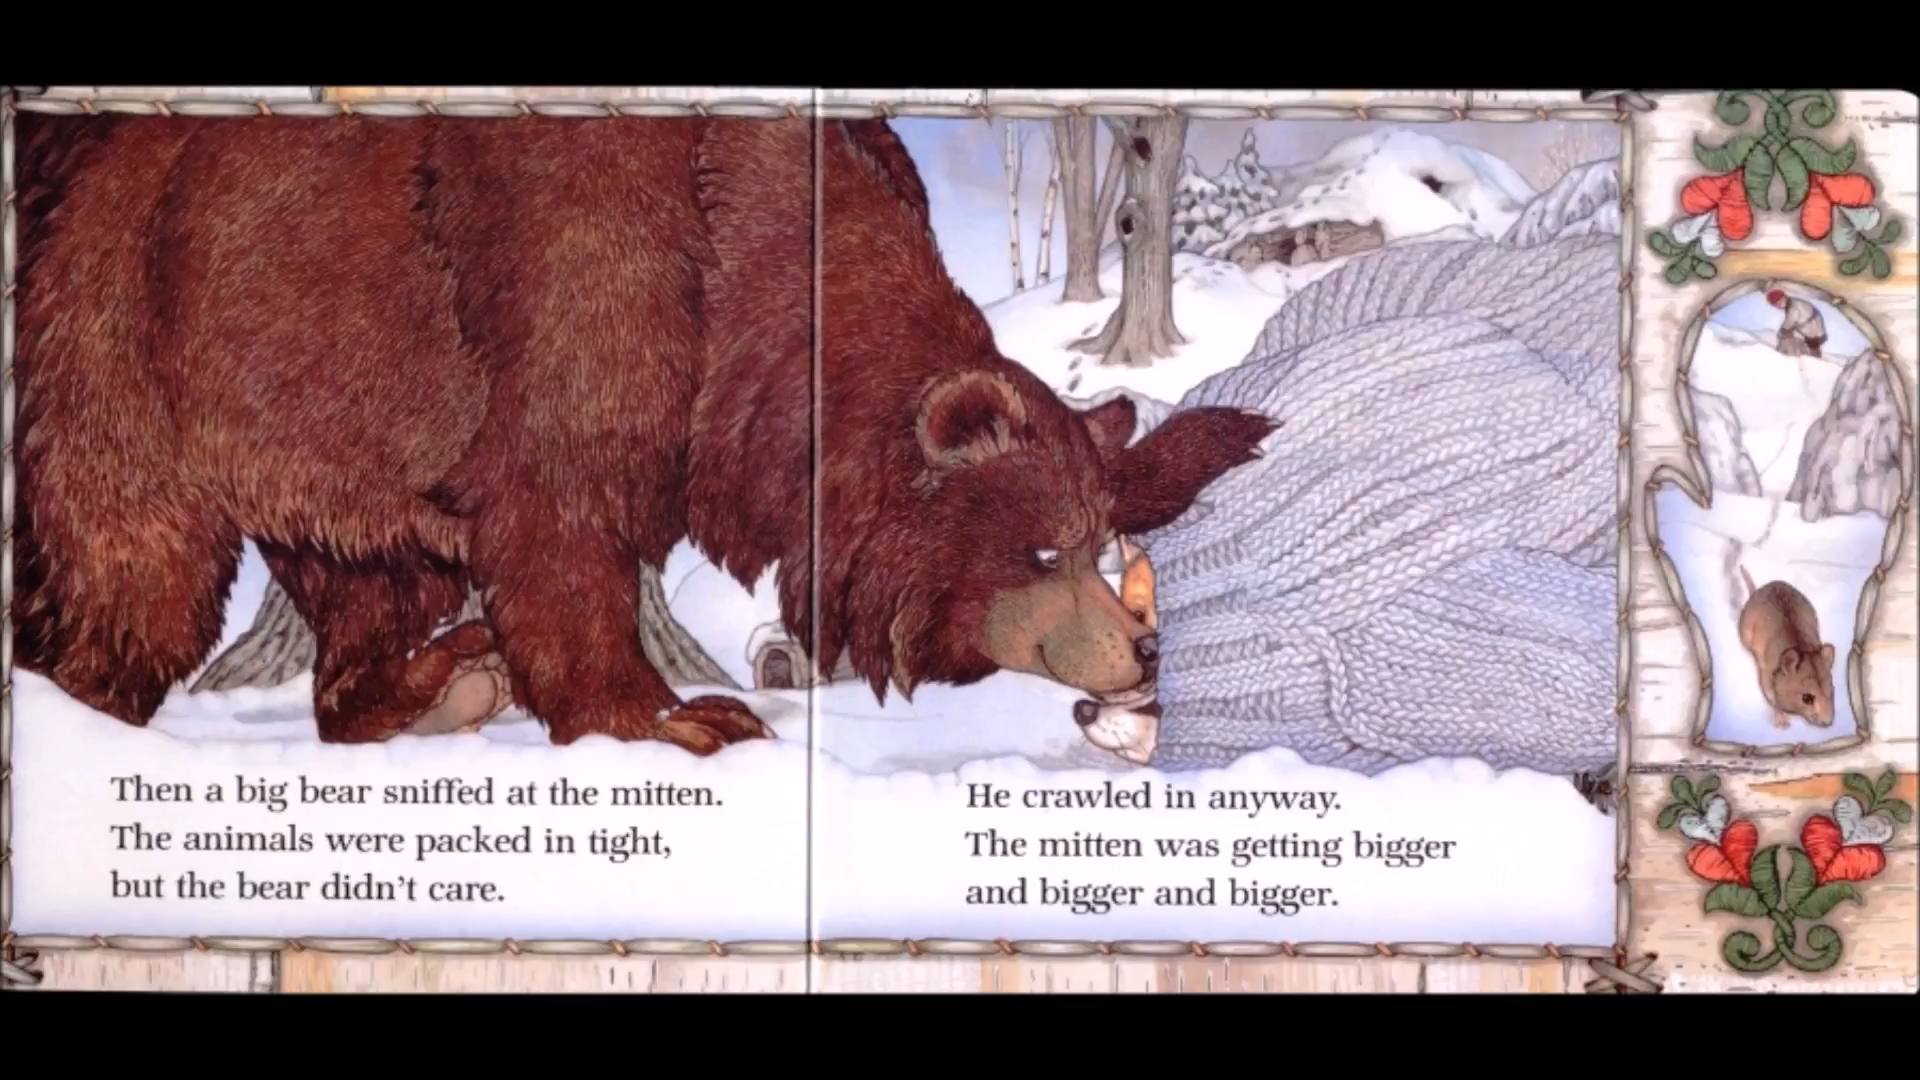 Then a big bear sniffed at the mitten.
The animals were packed in tight,
but the bear didn't care.
He crawled in anyway.
The mitten was getting bigger
and bigger and bigger.